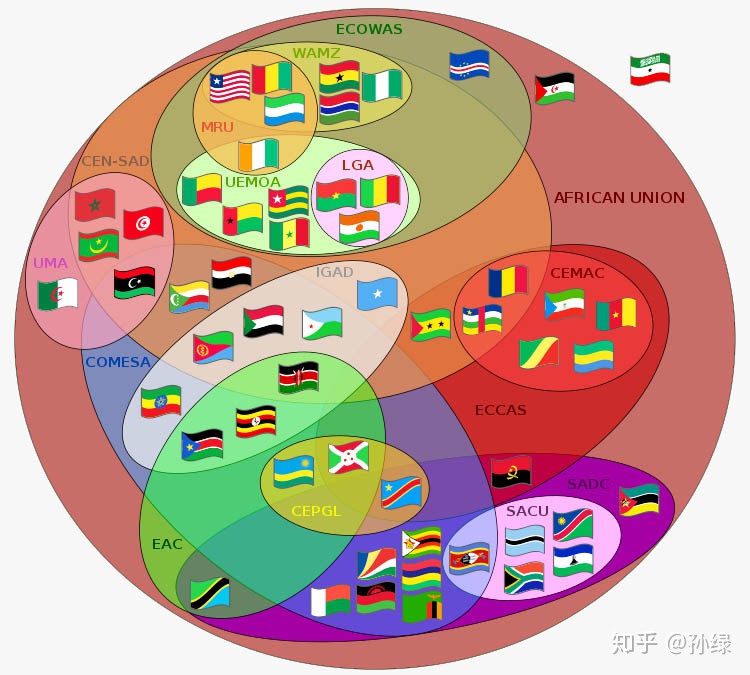 ECOWAS
WAMZ
MRU
CEN-SAD
LGA
UEMOA
AFRICAN UNION
UMA
IGAD
CEMAC
COMESA
ECCAS
SADC
CEPGL
SACU
EAC
知乎 @孙绿